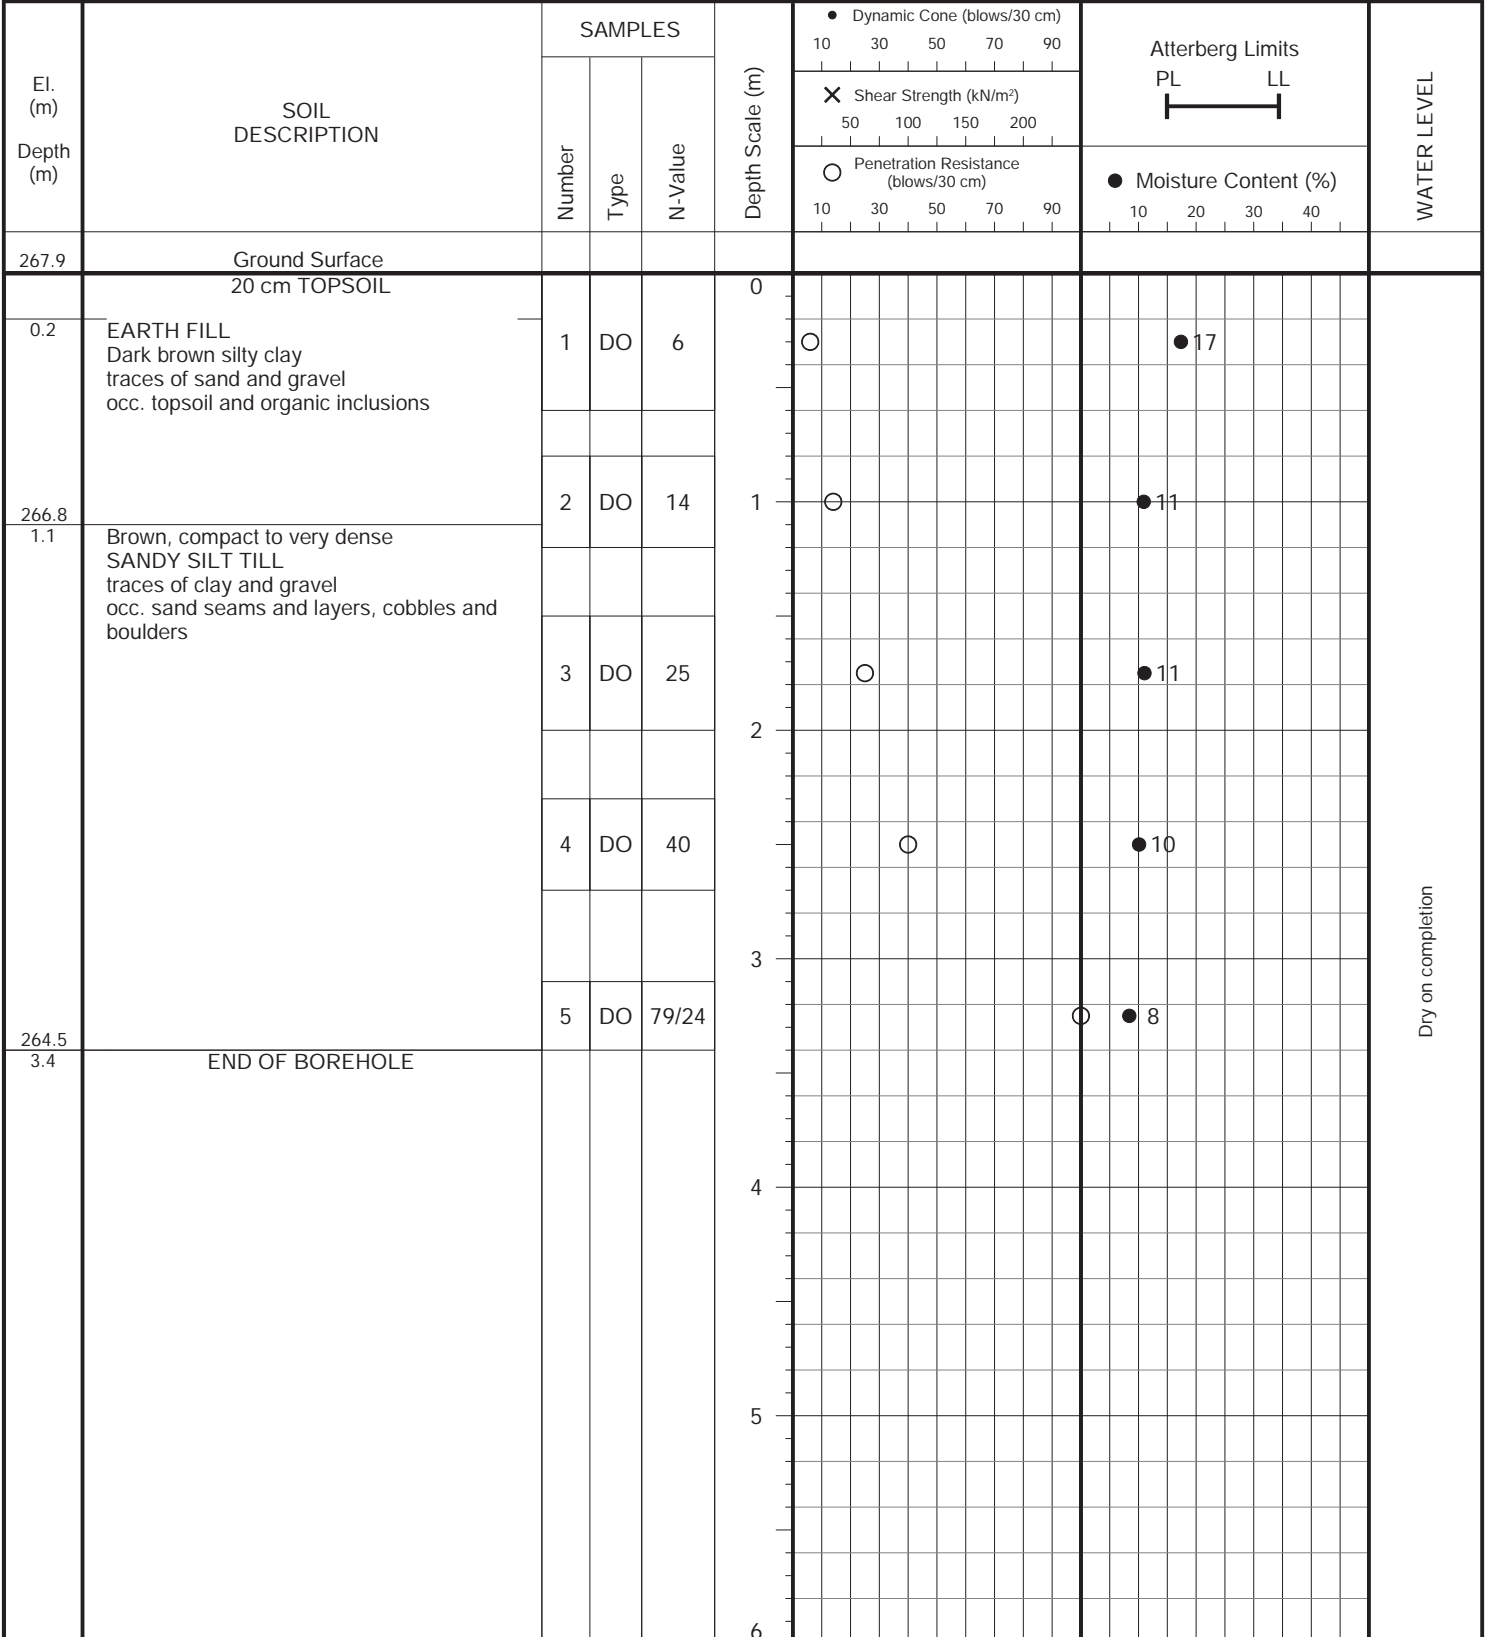 El.
(m)
Depth
(m)
SOIL
DESCRIPTION
SAMPLES
Number
Type
N-Value
Depth Scale (m)
Dynamic Cone (blows/30 cm)
10 30 50 70 90
Shear Strength (kN/m²)
50 100 150 200
Penetration Resistance
(blows/30 cm)
10 30 50 70 90
Atterberg Limits
PL LL
Moisture Content (%)
10 20 30 40
WATER LEVEL
267.9 Ground Surface
20 cm TOPSOIL 0
0.2 EARTH FILL
Dark brown silty clay
traces of sand and gravel
occ. topsoil and organic inclusions
1 DO 6 17
266.8
2 DO 14 1 11
1.1 Brown, compact to very dense
SANDY SILT TILL
traces of clay and gravel
occ. sand seams and layers, cobbles and
boulders
3 DO 25 11
2
4 DO 40 10
3
5 DO 79/24 8
264.5
3.4 END OF BOREHOLE
4
5
6
Dry on completion